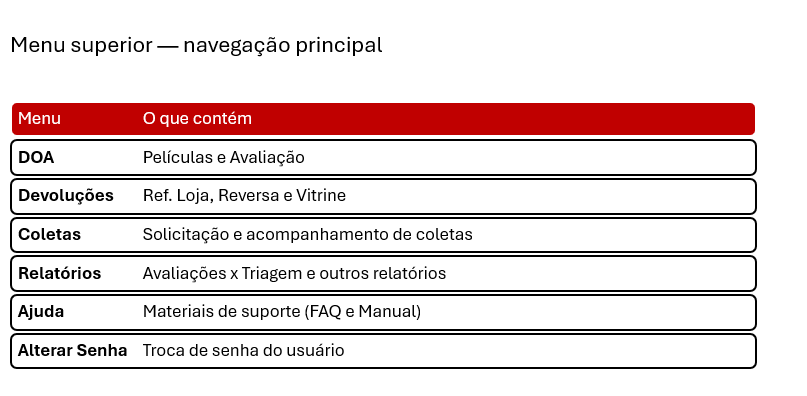 Menu superior — navegação principal
Menu O que contém
DOA Películas e Avaliação
Devoluções Ref. Loja, Reversa e Vitrine
Coletas Solicitação e acompanhamento de coletas
Relatórios Avaliações x Triagem e outros relatórios
Ajuda Materiais de suporte (FAQ e Manual)
Alterar Senha Troca de senha do usuário